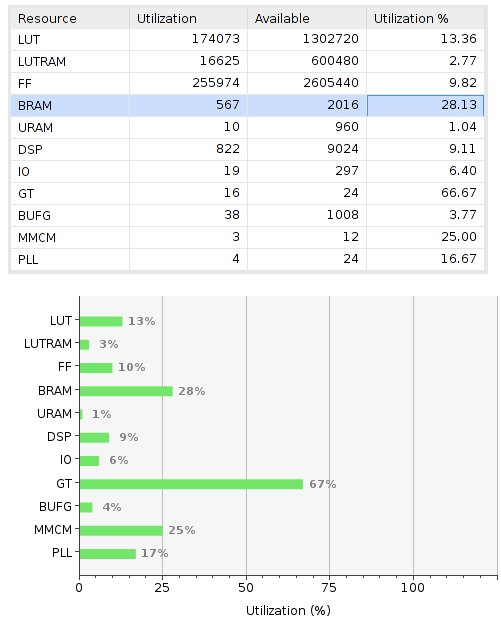 Resource Utilization Available Utilization %
LUT 174073 1302720 13.36
LUTRAM 16625 600480 2.77
FF 255974 2605440 9.82
BRAM 567 2016 28.13
URAM 10 960 1.04
DSP 822 9024 9.11
IO 19 297 6.40
GT 16 24 66.67
BUFG 38 1008 3.77
MMCM 3 12 25.00
PLL 4 24 16.67
LUT 13%
LUTRAM 3%
FF 10%
BRAM 28%
URAM 1%
DSP 9%
IO 6%
GT 67%
BUFG 4%
MMCM 25%
PLL 17%
0 25 50 75 100
Utilization (%)